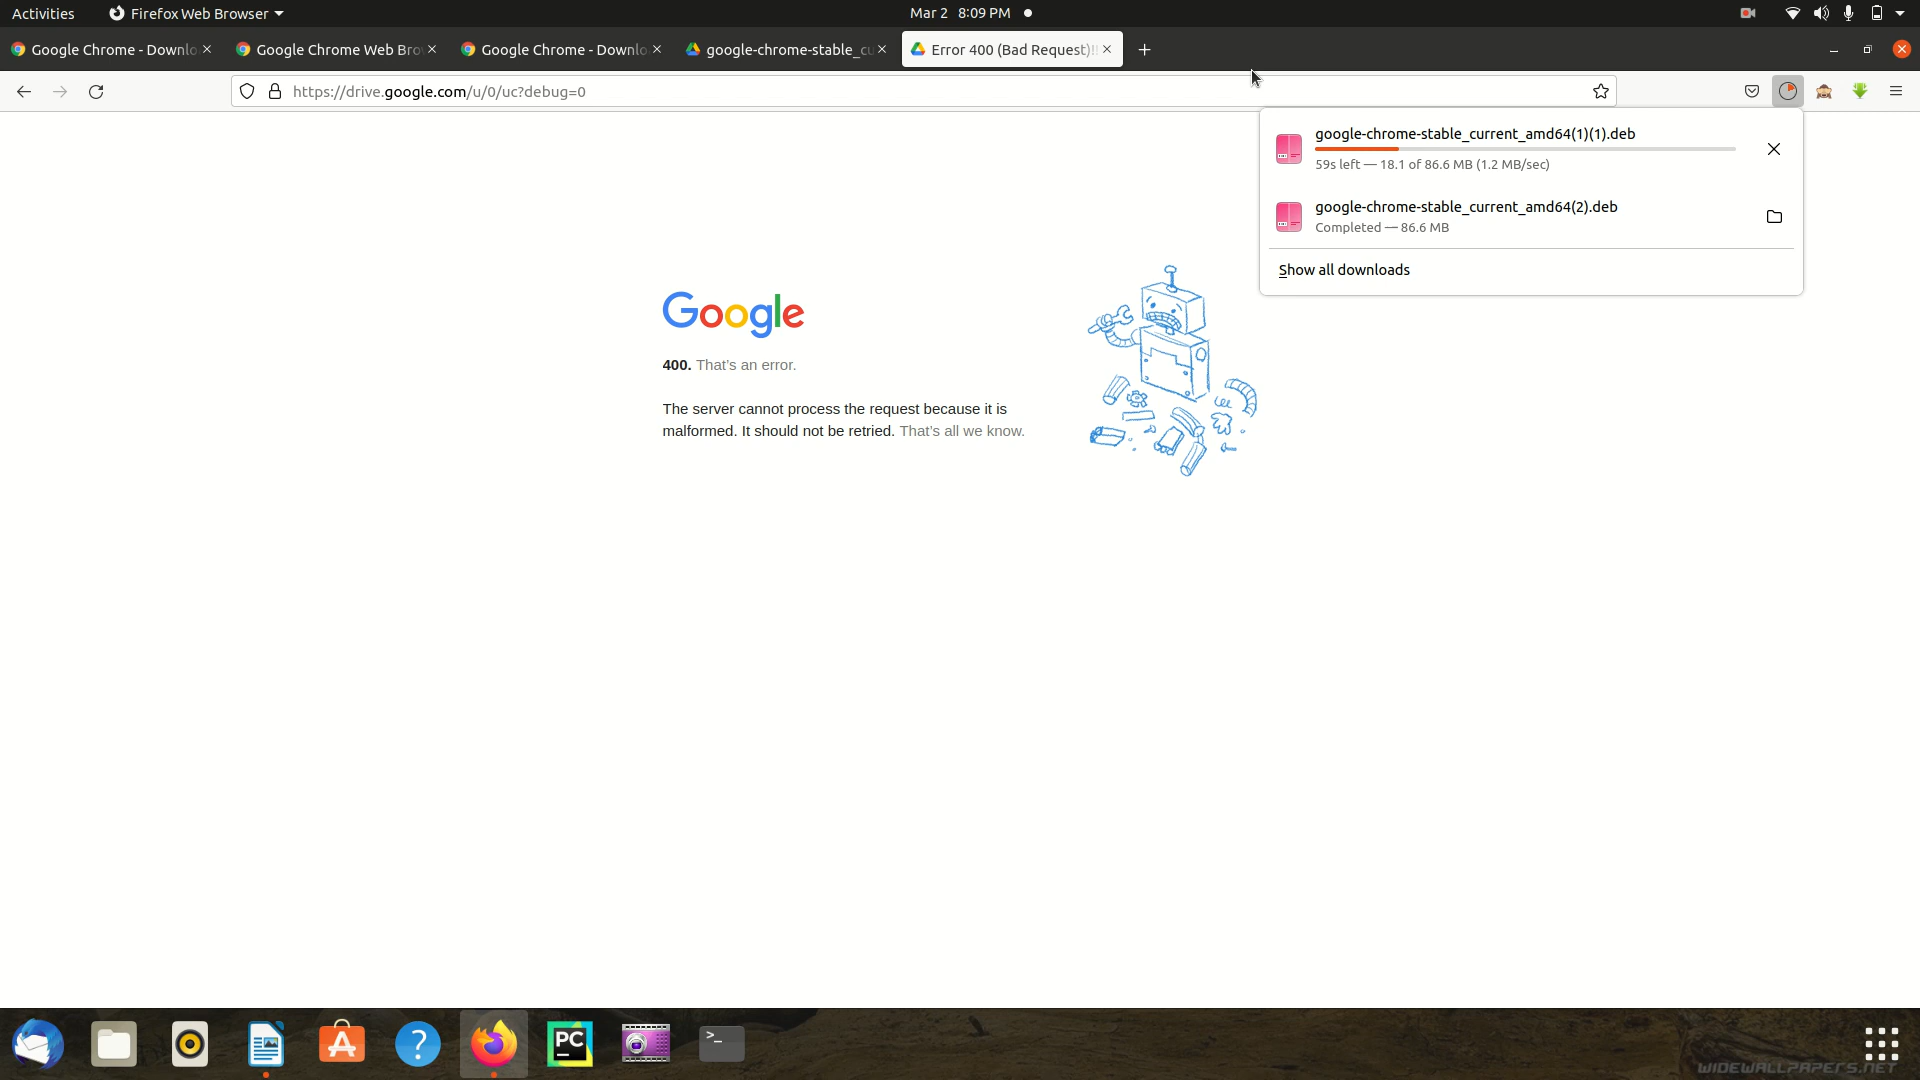 Activities
Firefox Web Browser
Mar 2 8:09 PM
Google Chrome - Downlo
Google Chrome Web Bro
Google Chrome - Downlo
google-chrome-stable_cu
Error 400 (Bad Request)!!
https://drive.google.com/u/0/uc?debug=0
google-chrome-stable_current_amd64(1)(1).deb
59s left — 18.1 of 86.6 MB (1.2 MB/sec)
google-chrome-stable_current_amd64(2).deb
Completed — 86.6 MB
Show all downloads
Google
400. That's an error.
The server cannot process the request because it is
malformed. It should not be retried. That's all we know.
A
?
PC
>_
WIDEWALLPAPERS.NET